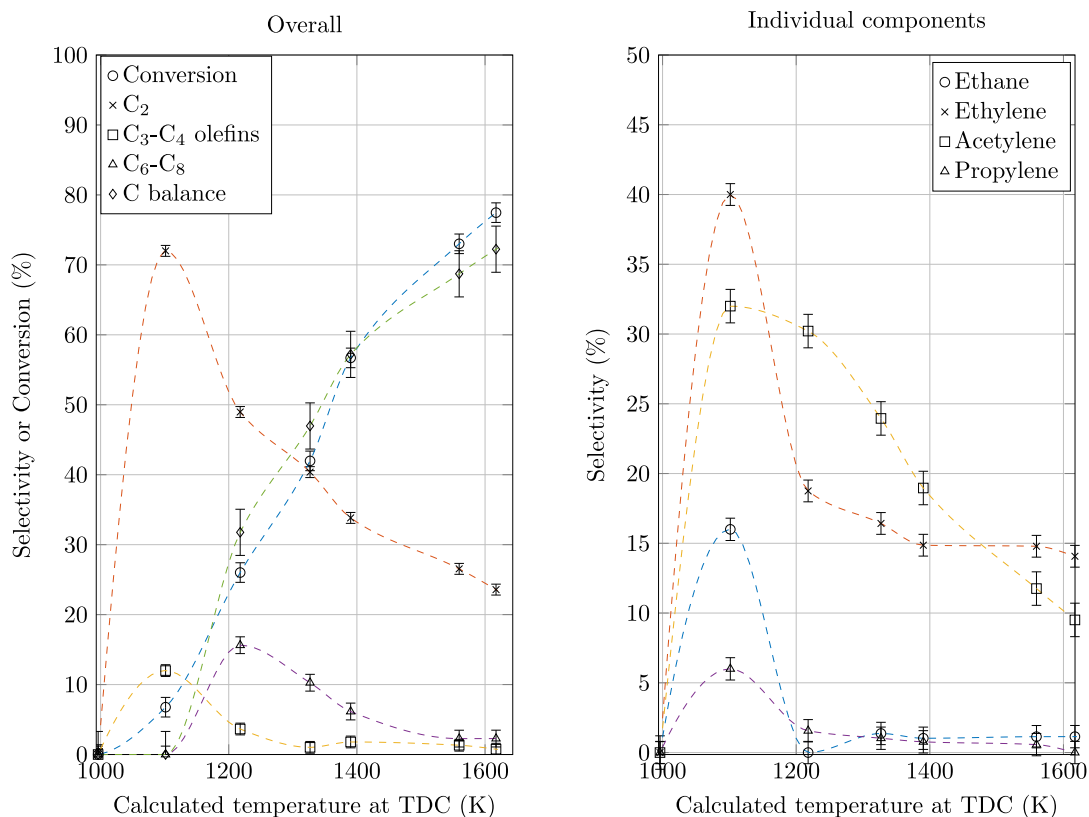 Overall
100
90
80
70
60
50
40
30
20
10
0
1000 1200 1400 1600
Selectivity or Conversion (%)
Calculated temperature at TDC (K)
Conversion
C₂
C₃-C₄ olefins
C₆-C₈
C balance
Individual components
50
45
40
35
30
25
20
15
10
5
0
1000 1200 1400 1600
Selectivity (%)
Calculated temperature at TDC (K)
Ethane
Ethylene
Acetylene
Propylene